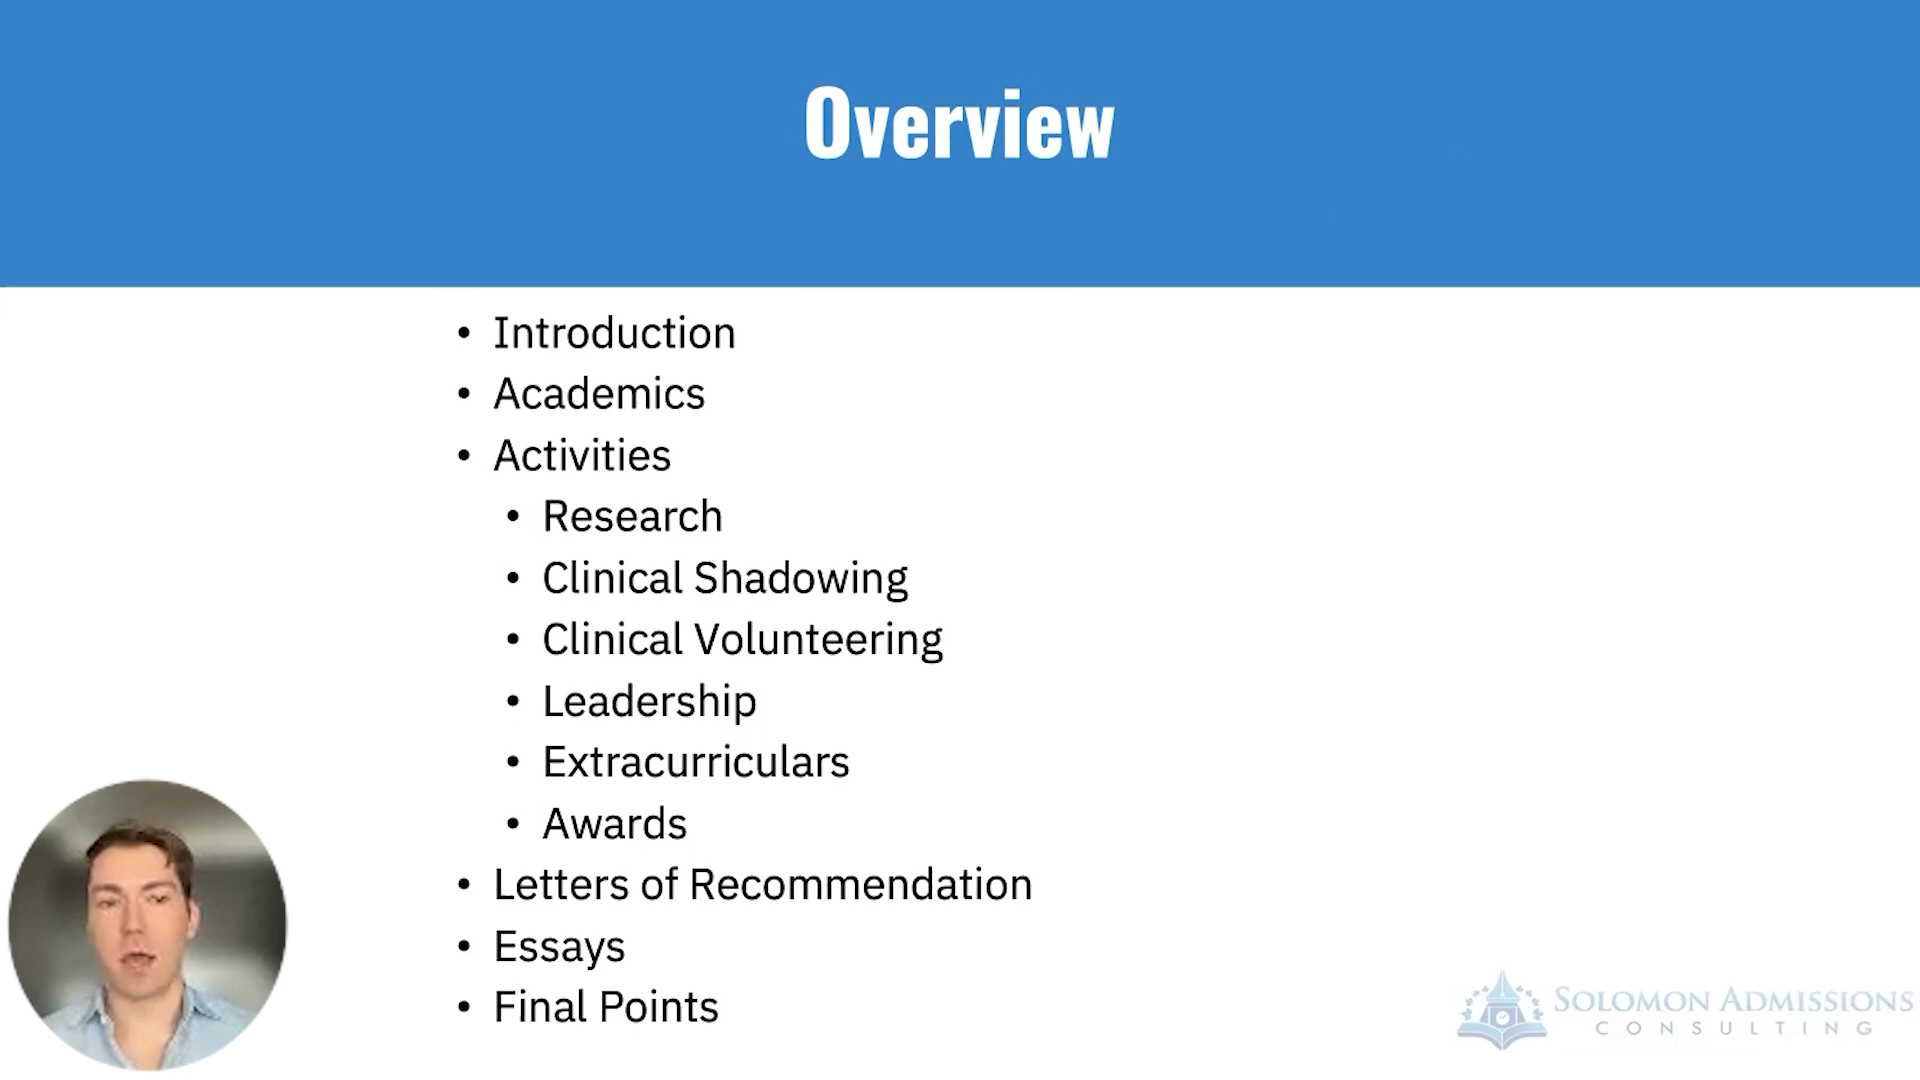 Overview
• Introduction
• Academics
• Activities
• Research
• Clinical Shadowing
• Clinical Volunteering
• Leadership
• Extracurriculars
• Awards
• Letters of Recommendation
• Essays
• Final Points
SOLOMON ADMISSIONS
CONSULTING